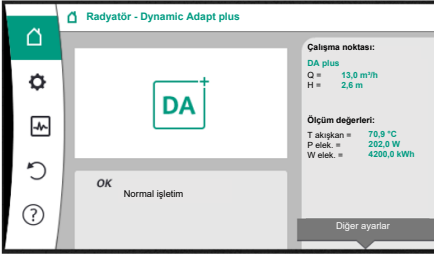 Radyatör - Dynamic Adapt plus
DA+
OK
Normal işletim
Çalışma noktası:
DA plus
Q = 13,0 m³/h
H = 2,6 m
Ölçüm değerleri:
T akışkan = 70,9 °C
P elek. = 202,0 W
W elek. = 4200,0 kWh
Diğer ayarlar
?